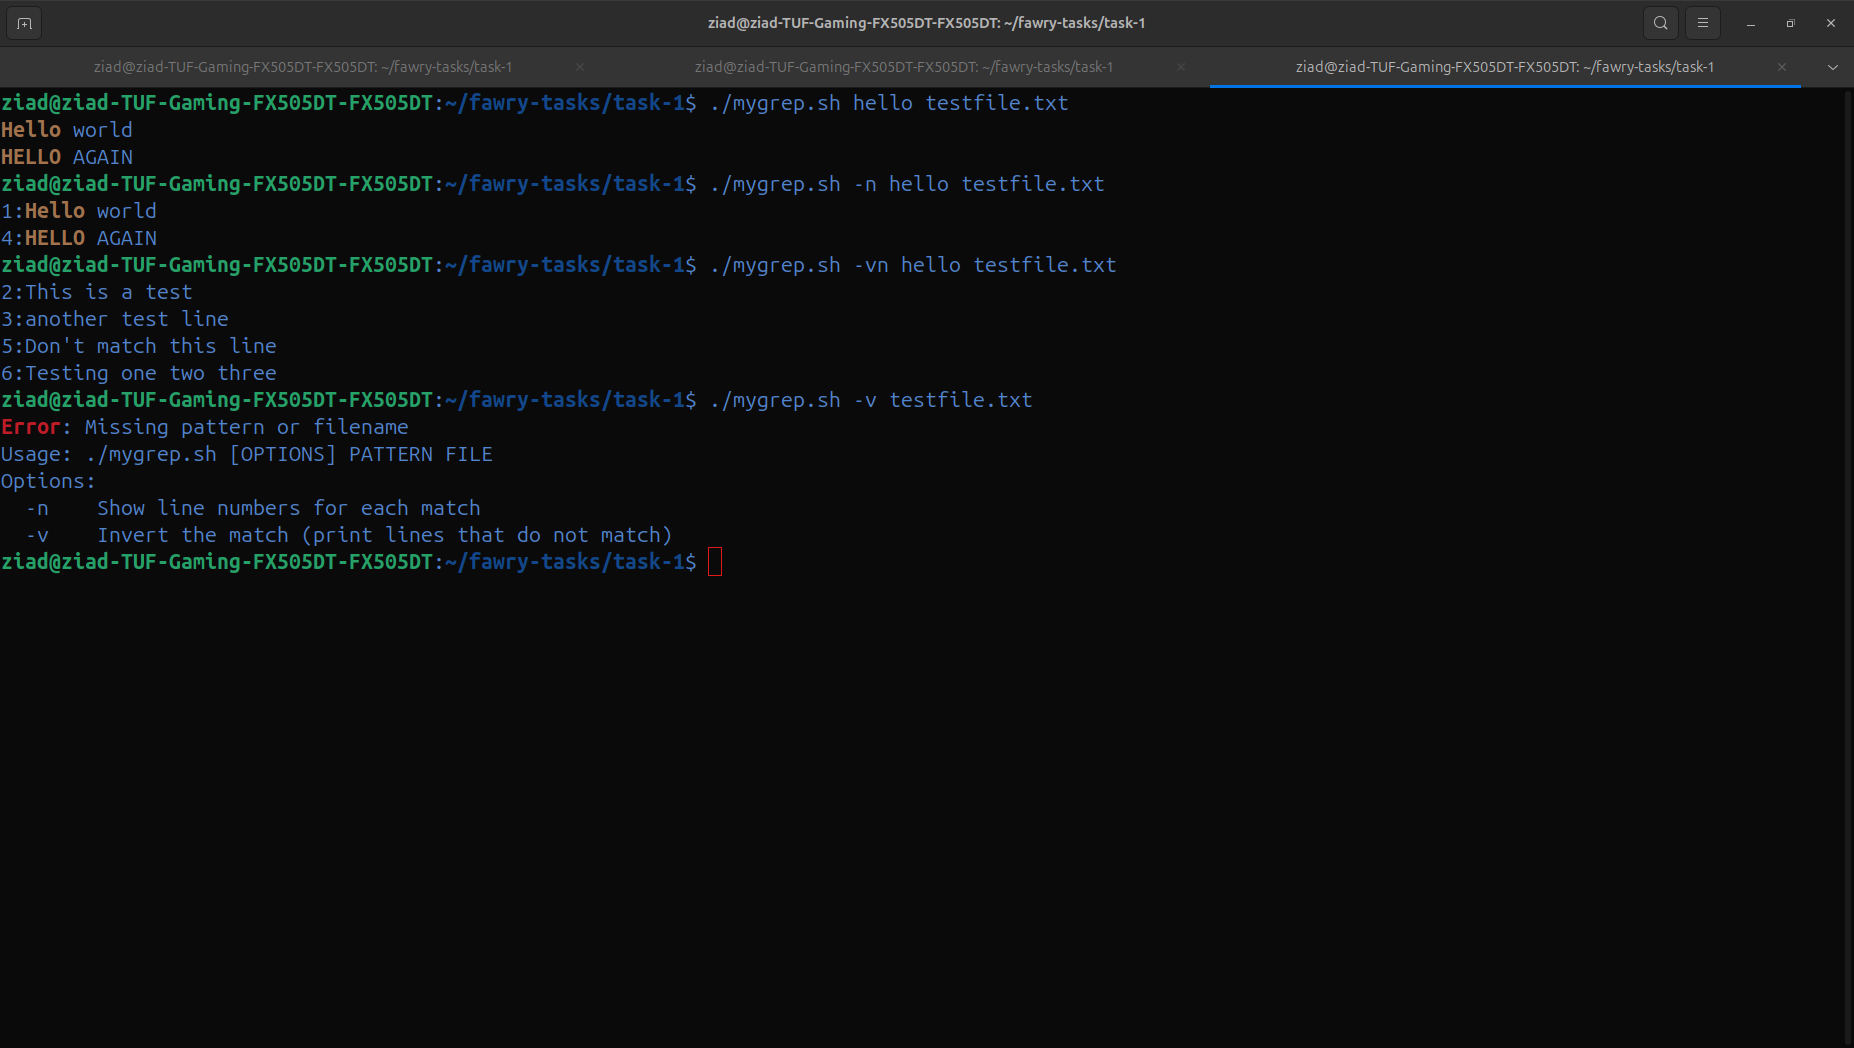 ziad@ziad-TUF-Gaming-FX505DT-FX505DT: ~/fawry-tasks/task-1
ziad@ziad-TUF-Gaming-FX505DT-FX505DT: ~/fawry-tasks/task-1
ziad@ziad-TUF-Gaming-FX505DT-FX505DT: ~/fawry-tasks/task-1
ziad@ziad-TUF-Gaming-FX505DT-FX505DT: ~/fawry-tasks/task-1
ziad@ziad-TUF-Gaming-FX505DT-FX505DT:~/fawry-tasks/task-1$ ./mygrep.sh hello testfile.txt
Hello world
HELLO AGAIN
ziad@ziad-TUF-Gaming-FX505DT-FX505DT:~/fawry-tasks/task-1$ ./mygrep.sh -n hello testfile.txt
1:Hello world
4:HELLO AGAIN
ziad@ziad-TUF-Gaming-FX505DT-FX505DT:~/fawry-tasks/task-1$ ./mygrep.sh -vn hello testfile.txt
2:This is a test
3:another test line
5:Don't match this line
6:Testing one two three
ziad@ziad-TUF-Gaming-FX505DT-FX505DT:~/fawry-tasks/task-1$ ./mygrep.sh -v testfile.txt
Error: Missing pattern or filename
Usage: ./mygrep.sh [OPTIONS] PATTERN FILE
Options:
  -n    Show line numbers for each match
  -v    Invert the match (print lines that do not match)
ziad@ziad-TUF-Gaming-FX505DT-FX505DT:~/fawry-tasks/task-1$